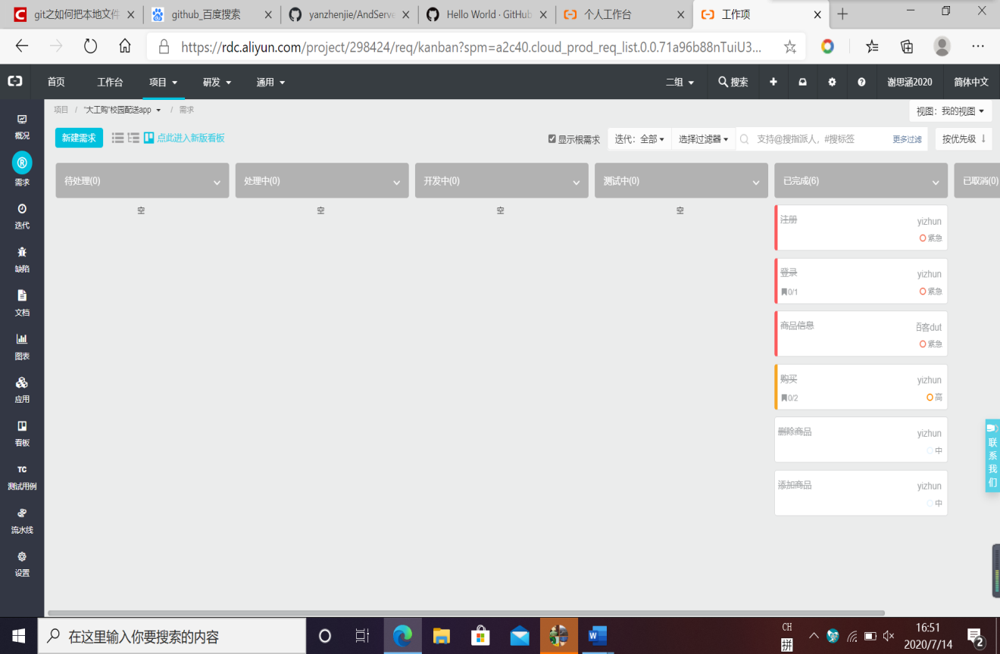 git之如何把本地文件
github_百度搜索
yanzhenjie/AndServe
Hello World · GitHub
个人工作台
工作项
https://rdc.aliyun.com/project/298424/req/kanban?spm=a2c40.cloud_prod_req_list.0.0.71a96b88nTuiU3...
首页 工作台 项目 研发 通用 二组 搜索 谢思涵2020 简体中文
项目 / "大工购"校园配送app / 需求 视图：我的视图
新建需求 点此进入新版看板 显示根需求 迭代：全部 选择过滤器 支持@搜指派人，#搜标签 更多过滤 按优先级
概况
需求
迭代
缺陷
文档
图表
应用
看板
TC
测试用例
流水线
设置
待处理(0)
空
处理中(0)
空
开发中(0)
空
测试中(0)
空
已完成(6)
注册 yizhun
紧急
登录 yizhun
0/1 紧急
商品信息 百客dut
紧急
购买 yizhun
0/2 高
删除商品 yizhun
中
添加商品 yizhun
中
已取消(0)
联系我们
在这里输入你要搜索的内容
CH
拼
16:51
2020/7/14
2